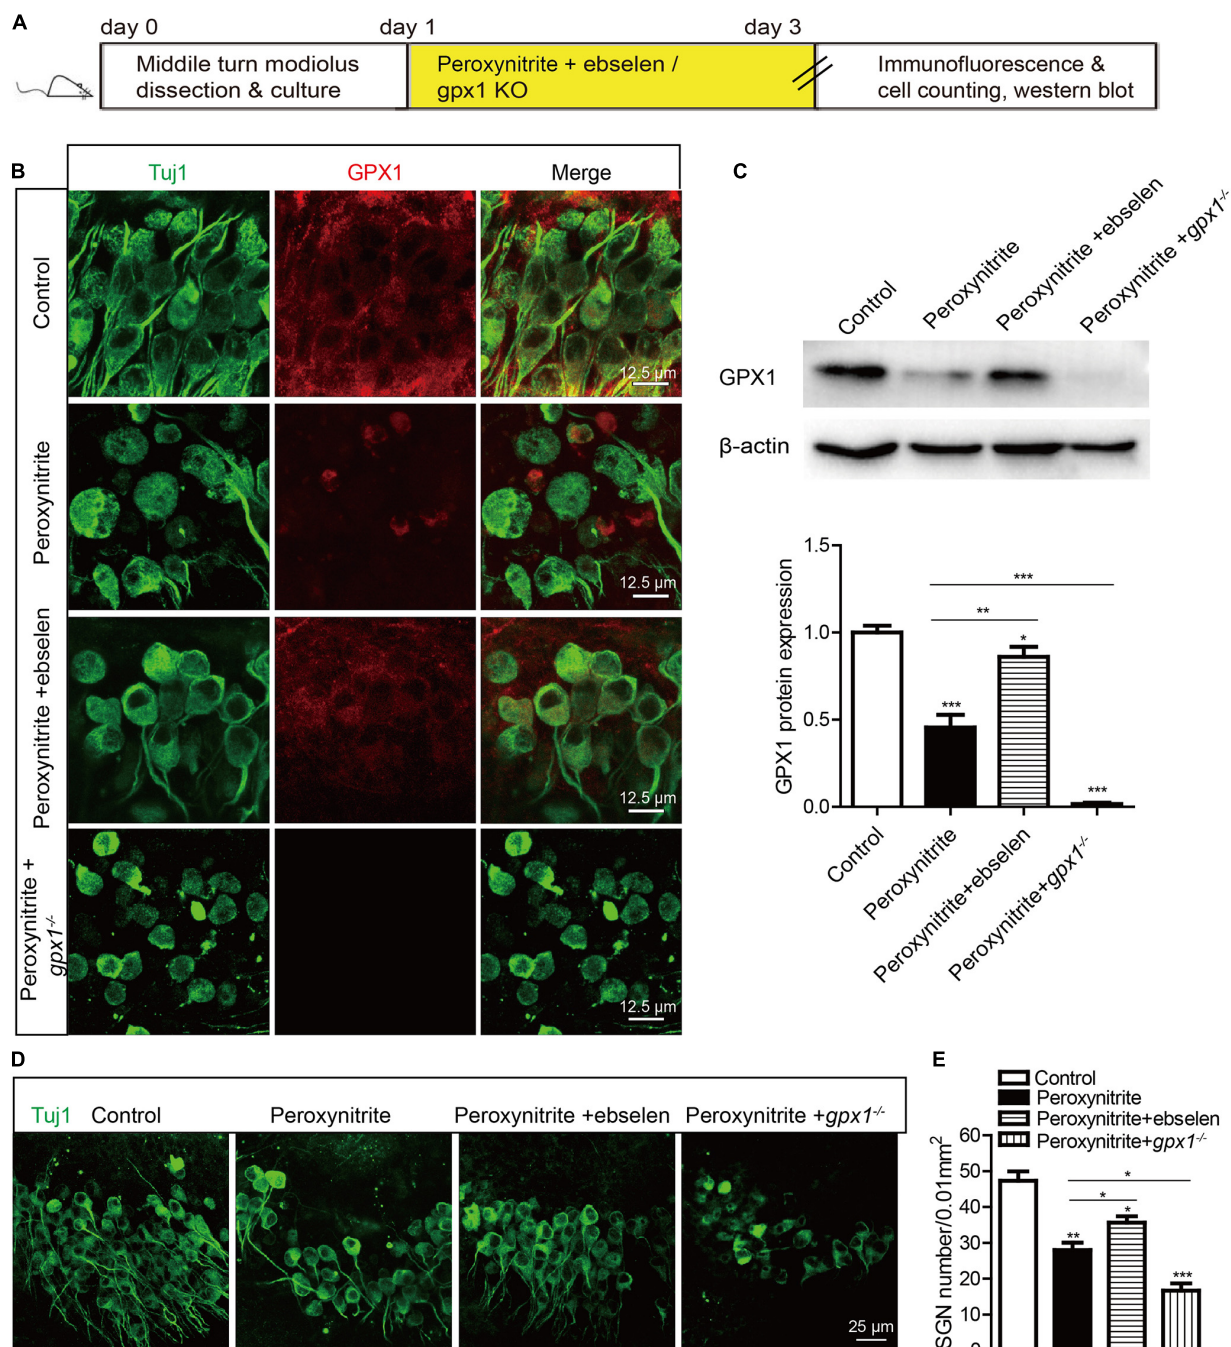 A
day 0
day 1
day 3
Middle turn modiolus
dissection & culture
Peroxynitrite + ebselen /
gpx1 KO
Immunofluorescence &
cell counting, western blot
B
Tuj1
GPX1
Merge
Control
12.5 µm
Peroxynitrite
12.5 µm
Peroxynitrite +ebselen
12.5 µm
Peroxynitrite +
gpx1-/-
12.5 µm
C
Control
Peroxynitrite
Peroxynitrite +ebselen
Peroxynitrite +gpx1-/-
GPX1
β-actin
GPX1 protein expression
1.5
1.0
0.5
0.0
***
**
***
*
***
Control
Peroxynitrite
Peroxynitrite+ebselen
Peroxynitrite+gpx1-/-
D
Tuj1
Control
Peroxynitrite
Peroxynitrite +ebselen
Peroxynitrite +gpx1-/-
25 µm
E
Control
Peroxynitrite
Peroxynitrite+ebselen
Peroxynitrite+gpx1-/-
SGN number/0.01mm2
60
50
40
30
20
10
0
*
*
**
*
***